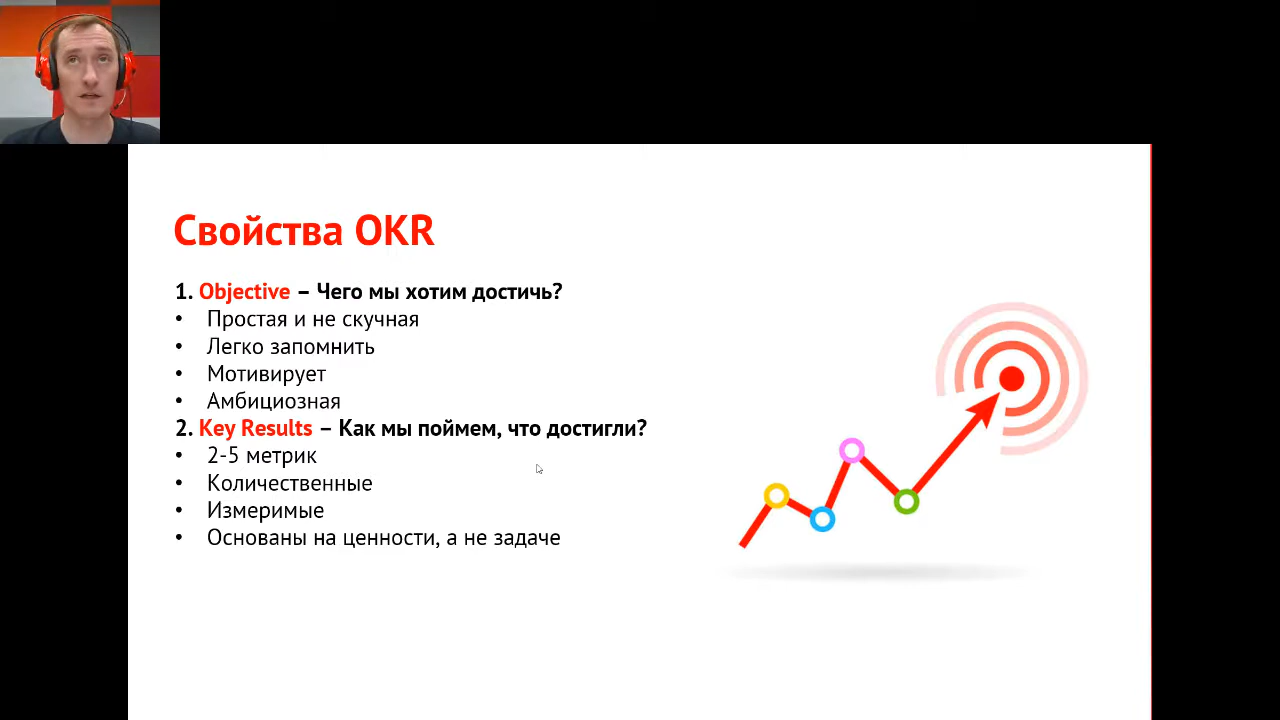 Свойства OKR
1. Objective – Чего мы хотим достичь?
• Простая и не скучная
• Легко запомнить
• Мотивирует
• Амбициозная
2. Key Results – Как мы поймем, что достигли?
• 2-5 метрик
• Количественные
• Измеримые
• Основаны на ценности, а не задаче